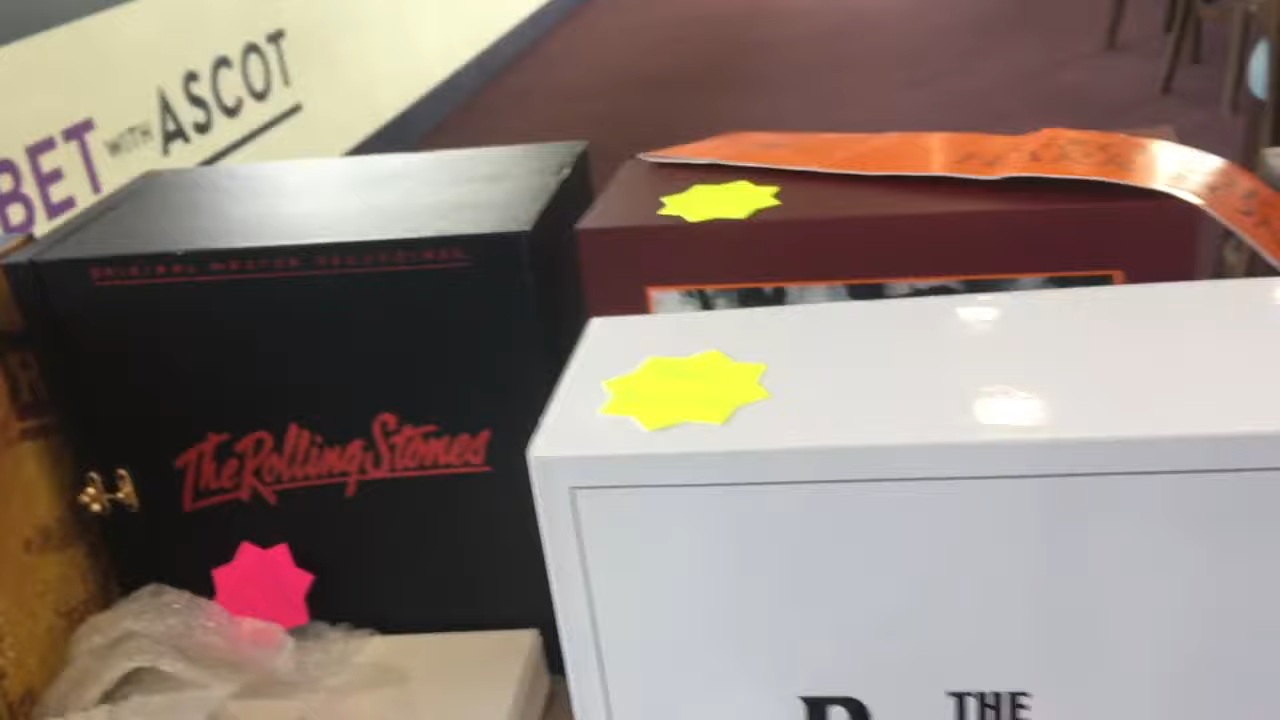 BET WITH ASCOT
ORIGINAL MASTER RECORDINGS
The Rolling Stones
THE